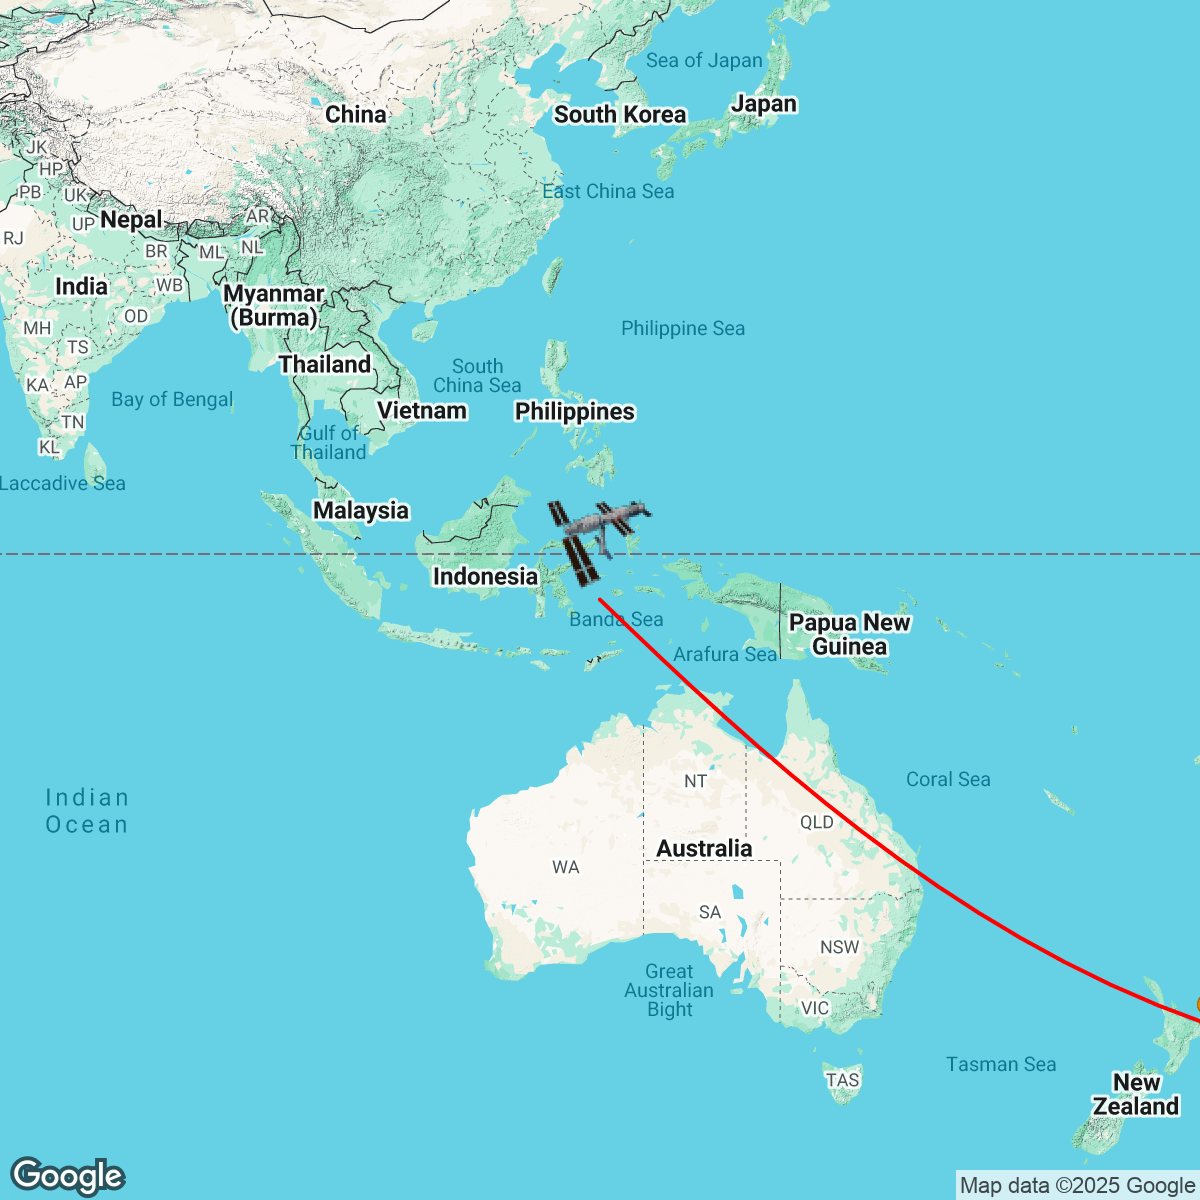 Sea of Japan
China
South Korea
Japan
JK
HP
PB
UK
East China Sea
Nepal
AR
UP
RJ
BR
ML
NL
India
WB
Myanmar
(Burma)
OD
MH
Philippine Sea
TS
Thailand
South
China Sea
KA
AP
Bay of Bengal
Vietnam
Philippines
TN
Gulf of
Thailand
KL
Laccadive Sea
Malaysia
Indonesia
Banda Sea
Papua New
Guinea
Arafura Sea
NT
Coral Sea
Indian
Ocean
QLD
Australia
WA
SA
NSW
Great
Australian
Bight
VIC
Tasman Sea
TAS
New
Zealand
Google
Map data ©2025 Google